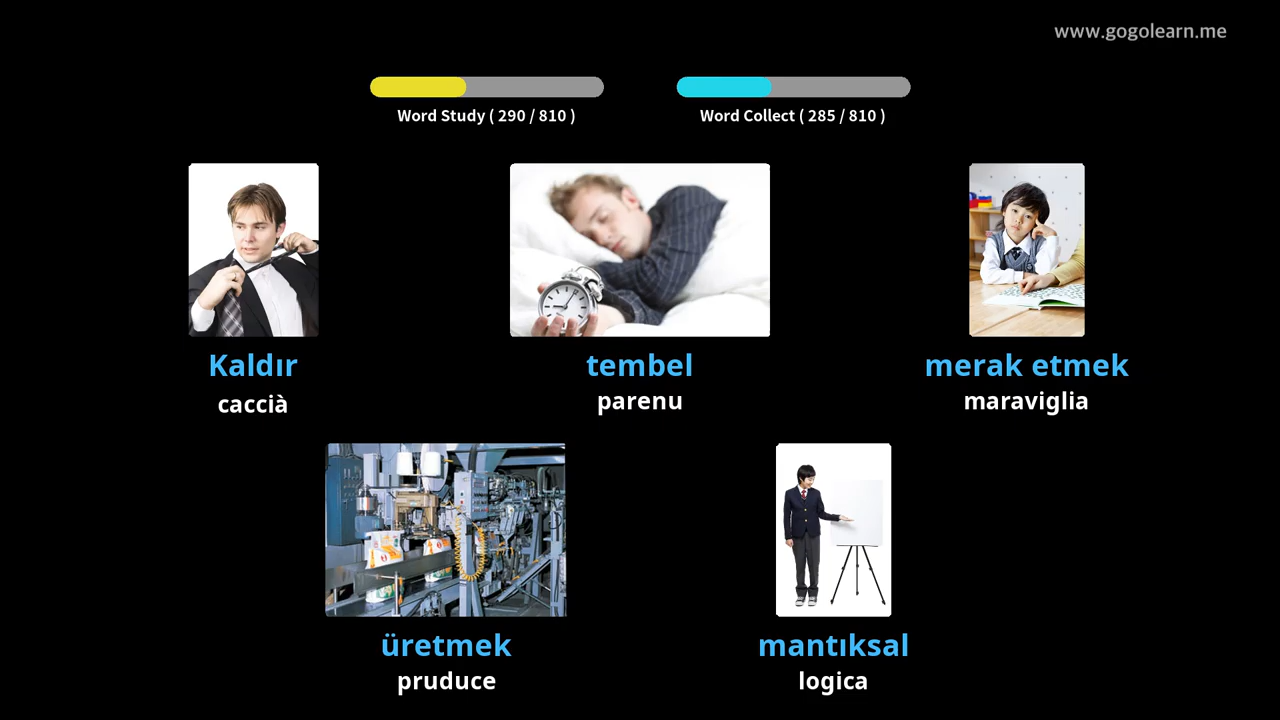 www.gogolearn.me
Word Study ( 290 / 810 )
Word Collect ( 285 / 810 )
Kaldır
caccià
tembel
parenu
merak etmek
maraviglia
üretmek
pruduce
mantıksal
logica